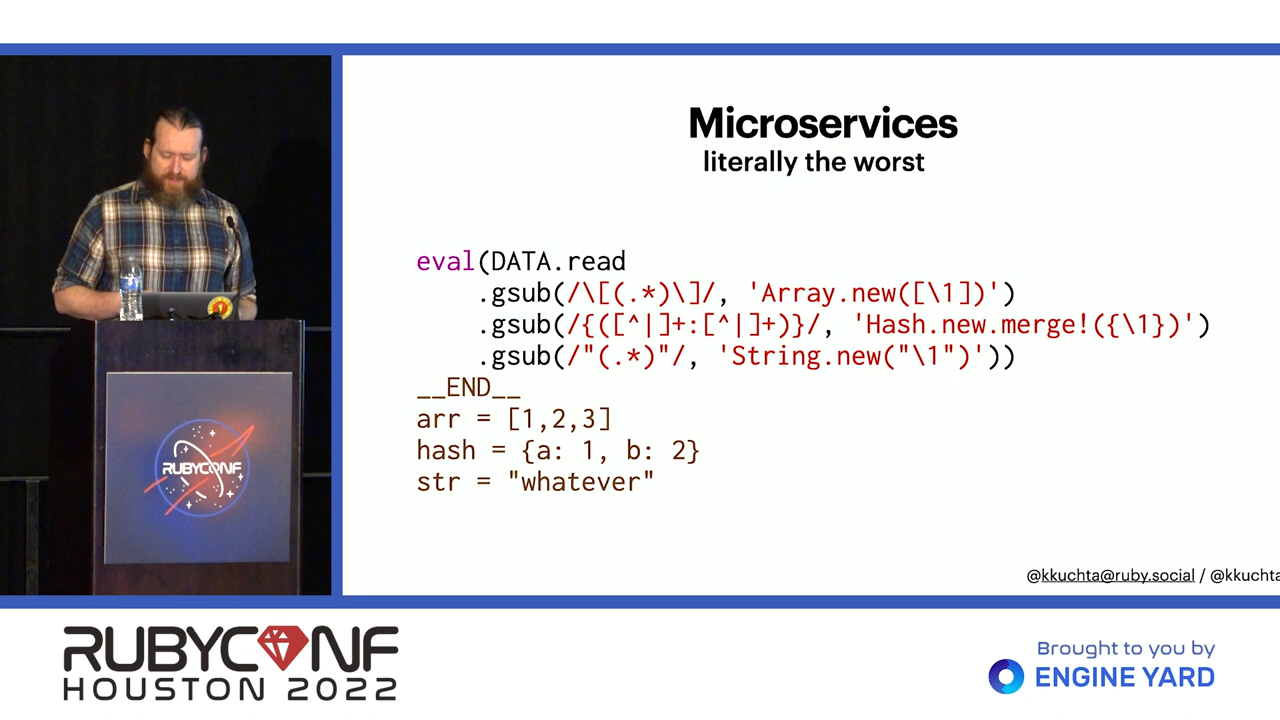 Microservices
literally the worst
eval(DATA.read
    .gsub(/\[(.*)\]/, 'Array.new([\1])')
    .gsub(/{([^|]+:[^|]+)}/, 'Hash.new.merge!({\1})')
    .gsub(/"(.*)"/, 'String.new("\1")'))
__END__
arr = [1,2,3]
hash = {a: 1, b: 2}
str = "whatever"
@kkuchta@ruby.social / @kkuchta
RUBYCONF
RUBYCONF
HOUSTON 2022
Brought to you by
ENGINE YARD